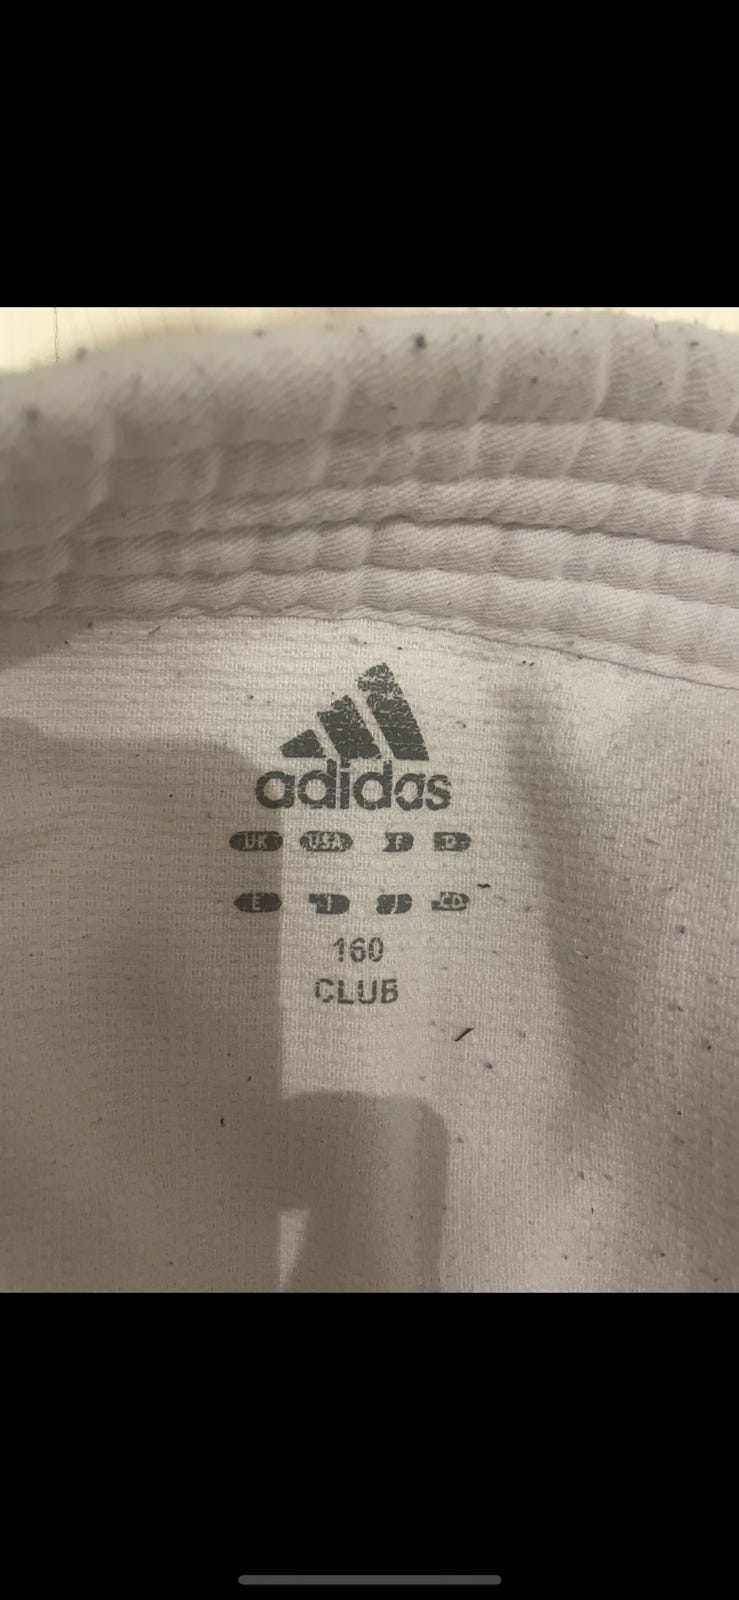 adidas
UK USA F D
E I J CD
160
CLUB